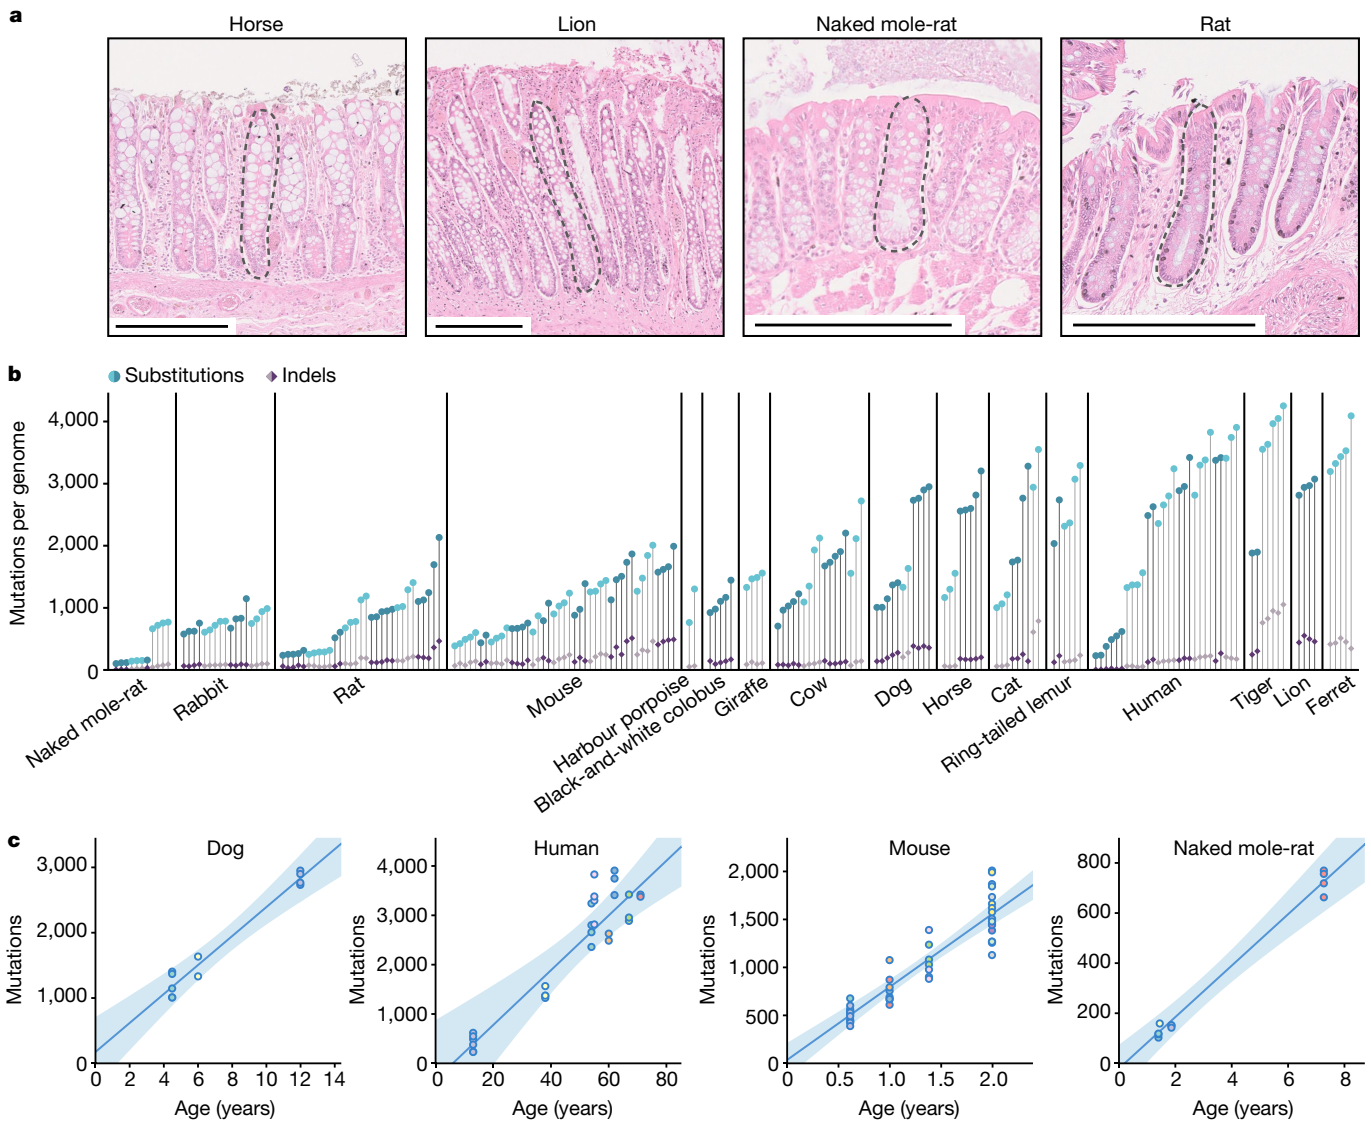 a
Horse
Lion
Naked mole-rat
Rat
b
Substitutions
Indels
Mutations per genome
4,000
3,000
2,000
1,000
0
Naked mole-rat
Rabbit
Rat
Mouse
Harbour porpoise
Black-and-white colobus
Giraffe
Cow
Dog
Horse
Cat
Ring-tailed lemur
Human
Tiger
Lion
Ferret
c
Dog
Mutations
3,000
2,000
1,000
0
0 2 4 6 8 10 12 14
Age (years)
Human
Mutations
4,000
3,000
2,000
1,000
0
0 20 40 60 80
Age (years)
Mouse
Mutations
2,000
1,500
1,000
500
0
0 0.5 1.0 1.5 2.0
Age (years)
Naked mole-rat
Mutations
800
600
400
200
0
0 2 4 6 8
Age (years)